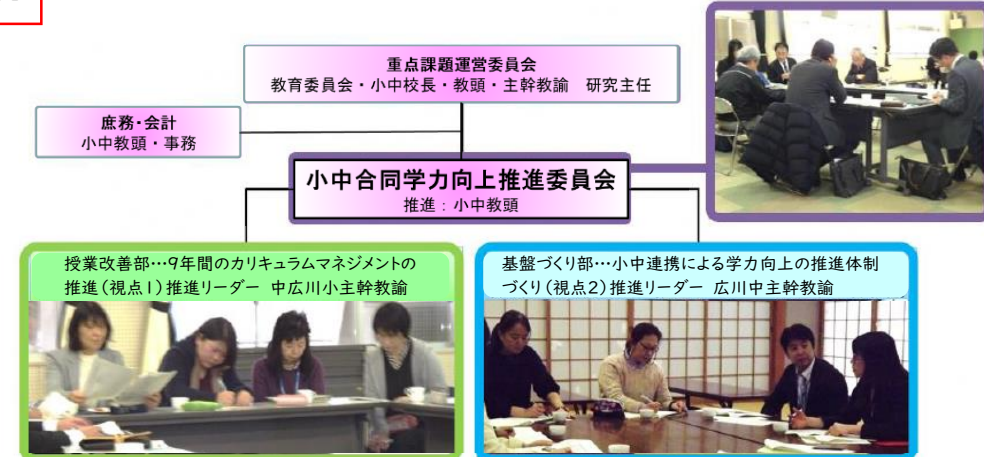 重点課題運営委員会
教育委員会・小中校長・教頭・主幹教諭　研究主任
庶務・会計
小中教頭・事務
小中合同学力向上推進委員会
推進：小中教頭
授業改善部…9年間のカリキュラムマネジメントの
推進（視点1）推進リーダー 中広川小主幹教諭
基盤づくり部…小中連携による学力向上の推進体制
づくり（視点2）推進リーダー 広川中主幹教諭